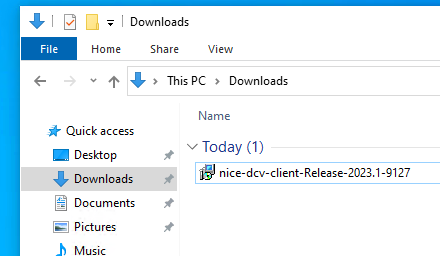 Downloads
File Home Share View
This PC > Downloads
Name
Quick access
Today (1)
Desktop
nice-dcv-client-Release-2023.1-9127
Downloads
Documents
Pictures
Music